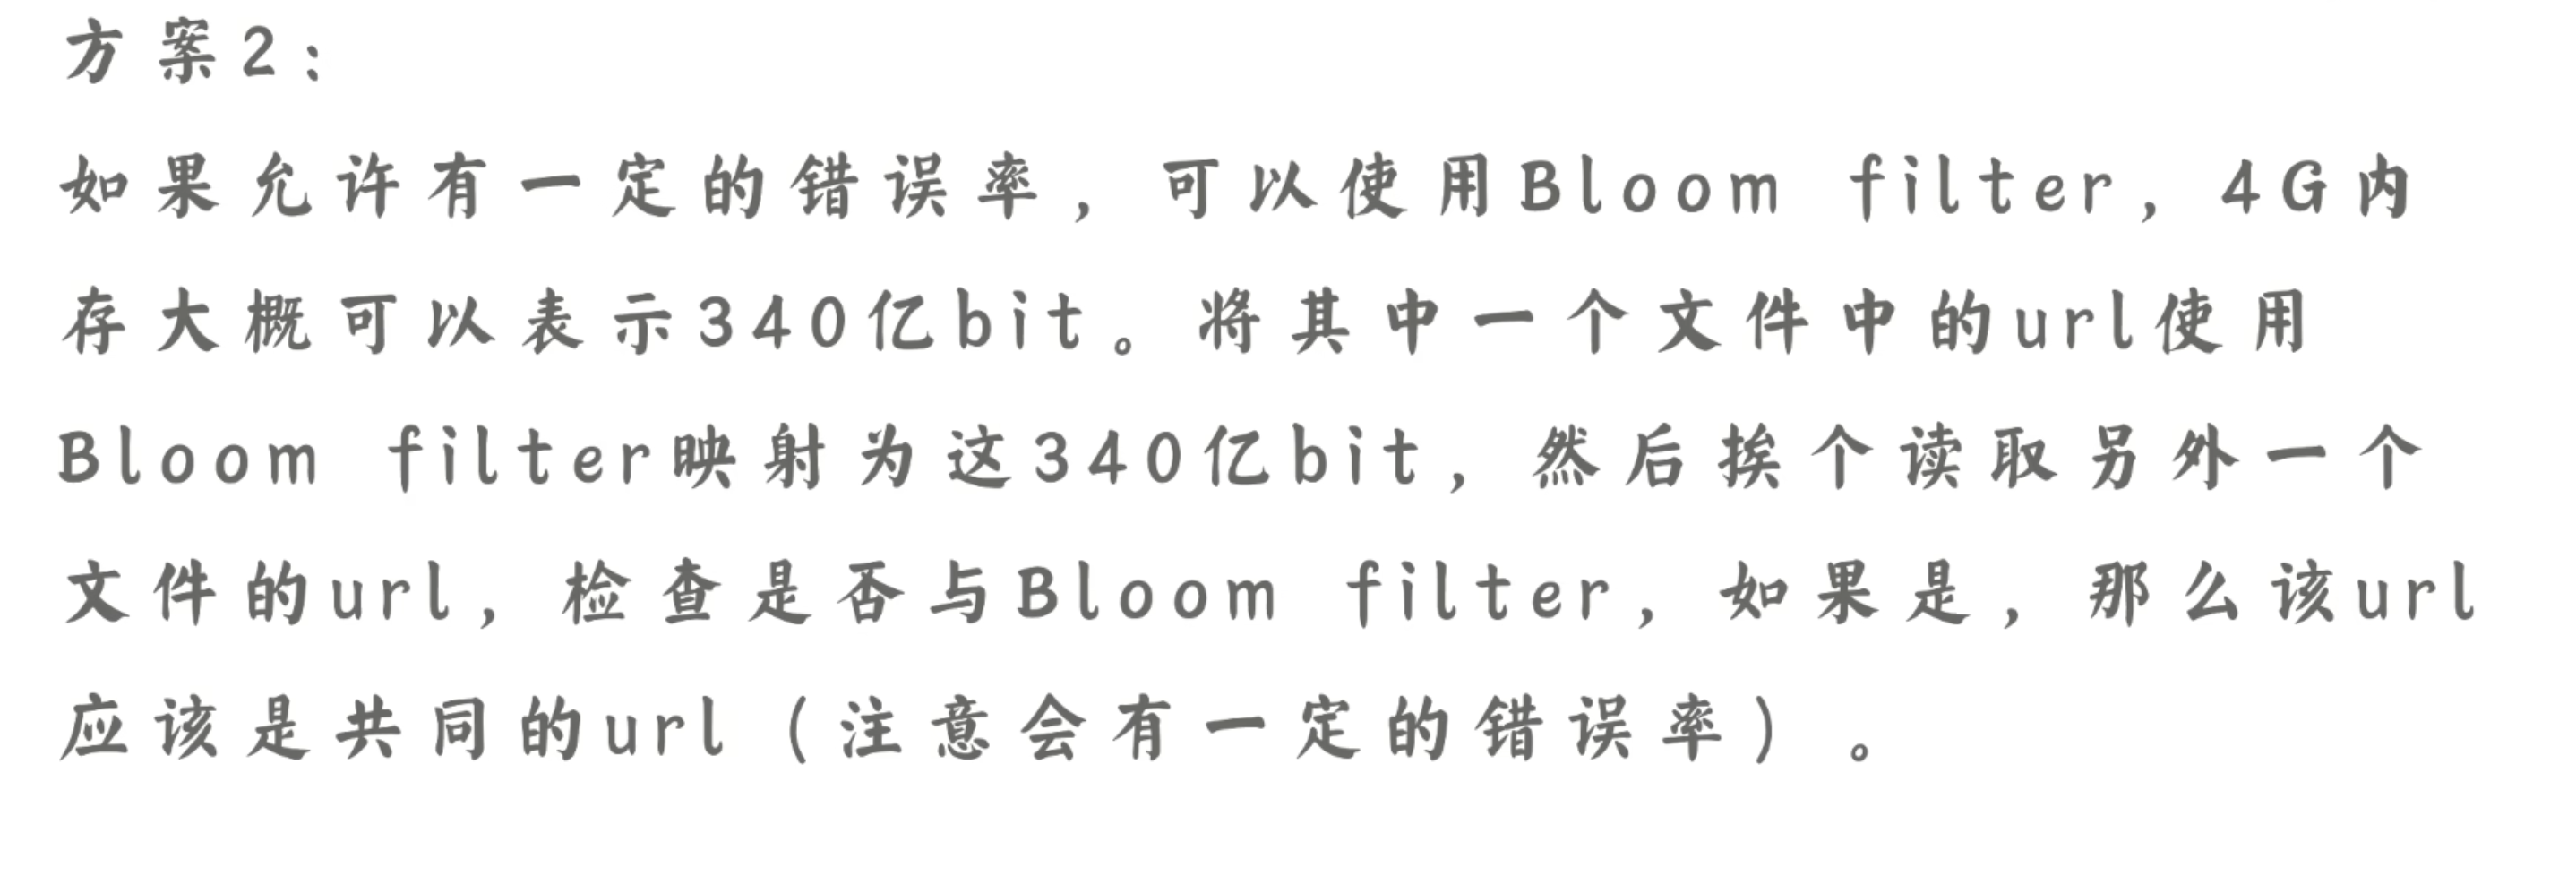 方案2：
如果允许有一定的错误率，可以使用Bloom filter，4G内
存大概可以表示340亿bit。将其中一个文件中的url使用
Bloom filter映射为这340亿bit，然后挨个读取另外一个
文件的url，检查是否与Bloom filter，如果是，那么该url
应该是共同的url（注意会有一定的错误率）。